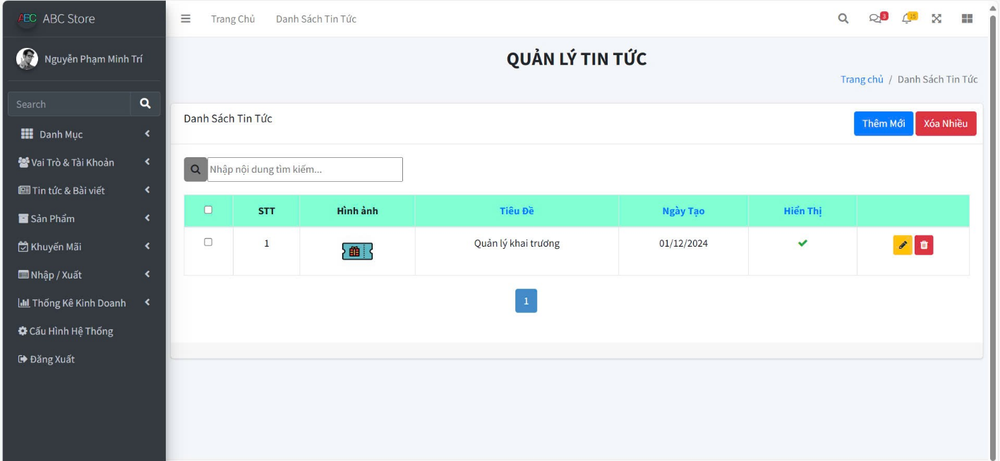 AEC ABC Store
Trang Chủ Danh Sách Tin Tức
3 15
Nguyễn Phạm Minh Trí
Search
Danh Mục
Vai Trò & Tài Khoản
Tin tức & Bài viết
Sản Phẩm
Khuyến Mãi
Nhập / Xuất
Thống Kê Kinh Doanh
Cấu Hình Hệ Thống
Đăng Xuất
QUẢN LÝ TIN TỨC
Trang chủ / Danh Sách Tin Tức
Danh Sách Tin Tức
Thêm Mới Xóa Nhiều
Nhập nội dung tìm kiếm...
STT Hình ảnh Tiêu Đề Ngày Tạo Hiển Thị
1 Quản lý khai trương 01/12/2024
1